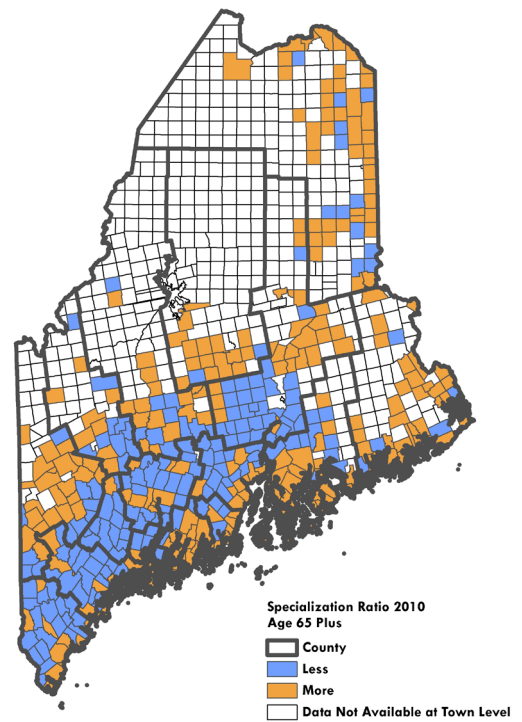 Specialization Ratio 2010
Age 65 Plus
County
Less
More
Data Not Available at Town Level